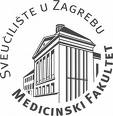 SVEUČILIŠTE U ZAGREBU
MEDICINSKI FAKULTET